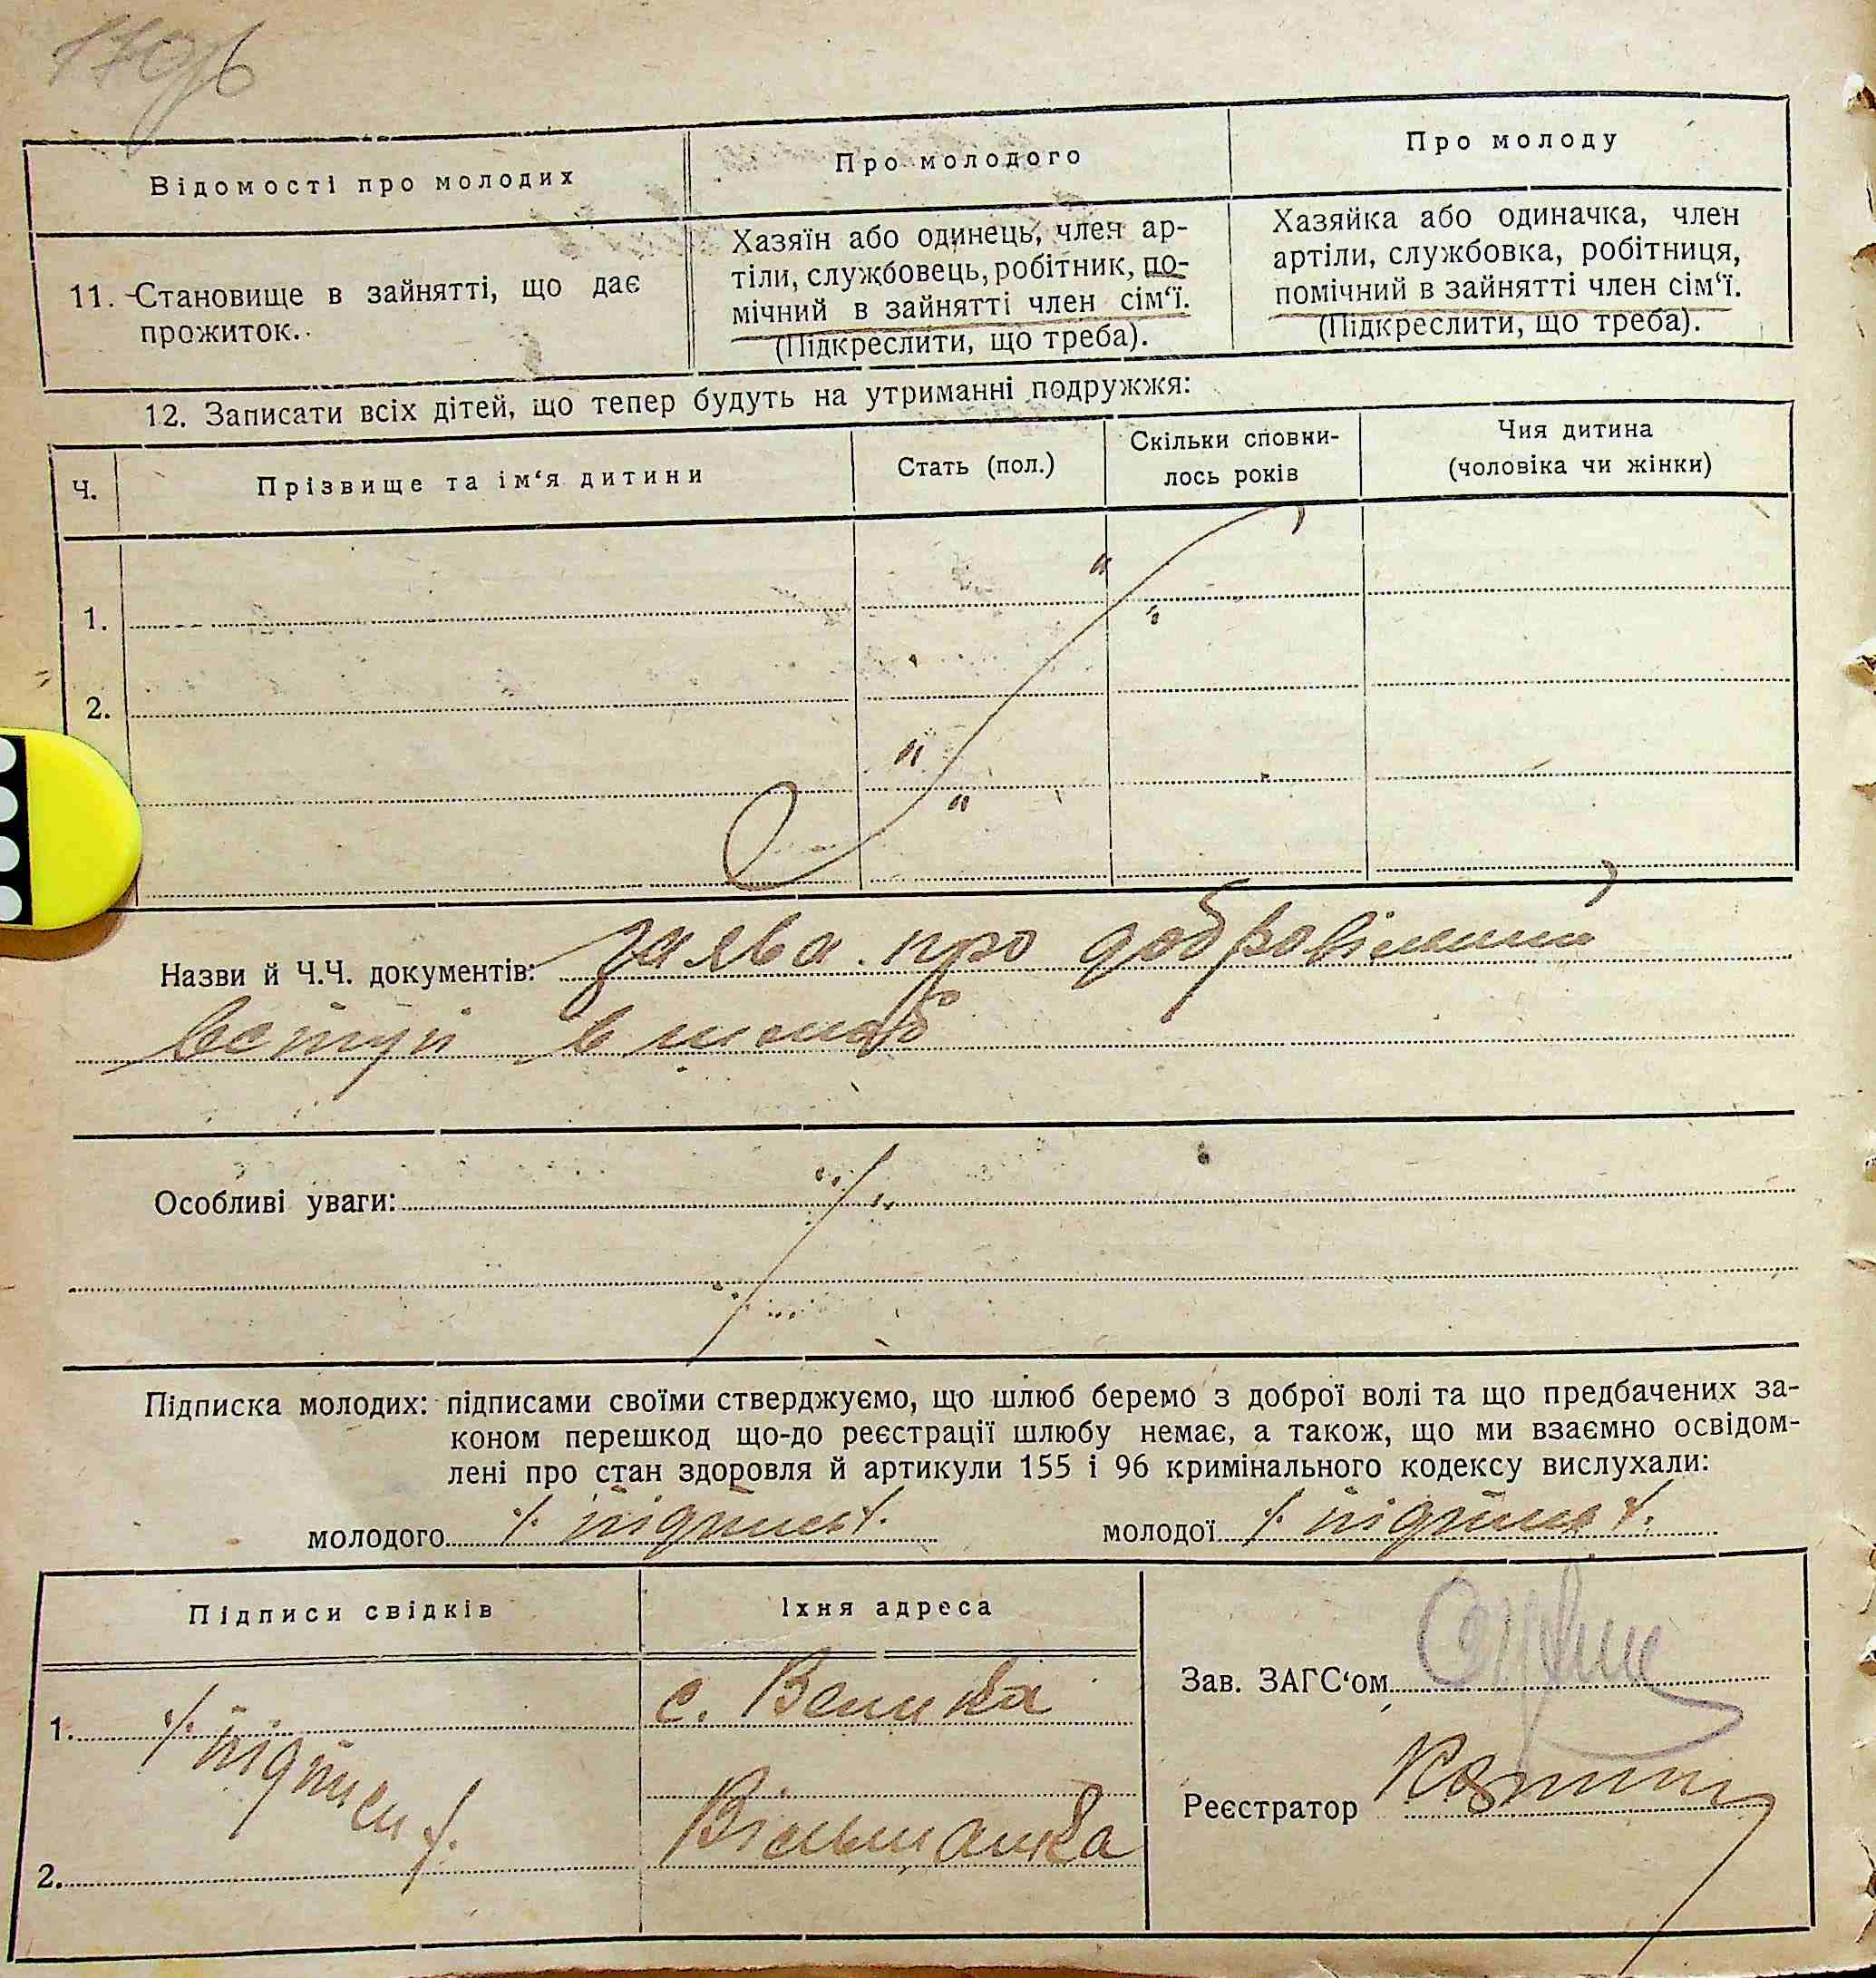 Відомості про молодих
Про молодого
Про молоду
11. Становище в зайнятті, що дає
прожиток.
Хазяїн або одинець, член ар-
тіли, службовець, робітник, по-
мічний в зайнятті член сім‘ї.
(Підкреслити, що треба).
Хазяйка або одиначка, член
артіли, службовка, робітниця,
помічний в зайнятті член сім‘ї.
(Підкреслити, що треба).
12. Записати всіх дітей, що тепер будуть на утриманні подружжя:
Ч.
Прізвище та ім‘я дитини
Стать (пол.)
Скільки сповни-
лось років
Чия дитина
(чоловіка чи жінки)
1.
2.
Назви й Ч.Ч. документів: заява про добровільний
вступ в шлюб
Особливі уваги:
Підписка молодих: підписами своїми стверджуємо, що шлюб беремо з доброї волі та що предбачених за-
коном перешкод що-до реєстрації шлюбу немає, а також, що ми взаємно освідом-
лені про стан здоровля й артикули 155 і 96 кримінального кодексу вислухали:
молодого ·/. підпис /.
молодої ·/. підпис /.
Підписи свідків
Їхня адреса
1. ·/. підписи /.
2.
с. Велика
Вільшанка
Зав. ЗАГС‘ом
Реєстратор